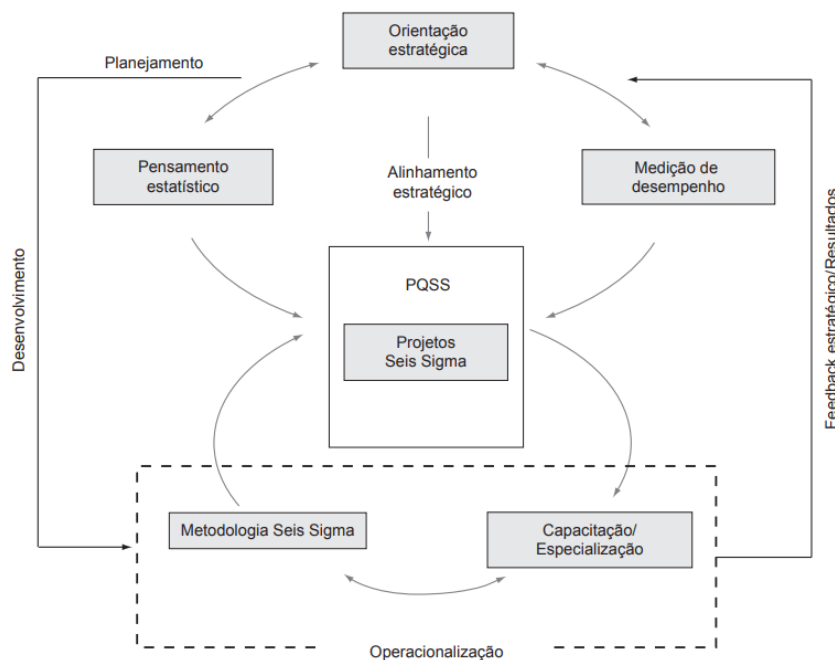 Orientação
estratégica
Planejamento
Pensamento
estatístico
Alinhamento
estratégico
Medição de
desempenho
Desenvolvimento
PQSS
Projetos
Seis Sigma
Feedback estratégico/Resultados
Metodologia Seis Sigma
Capacitação/
Especialização
Operacionalização